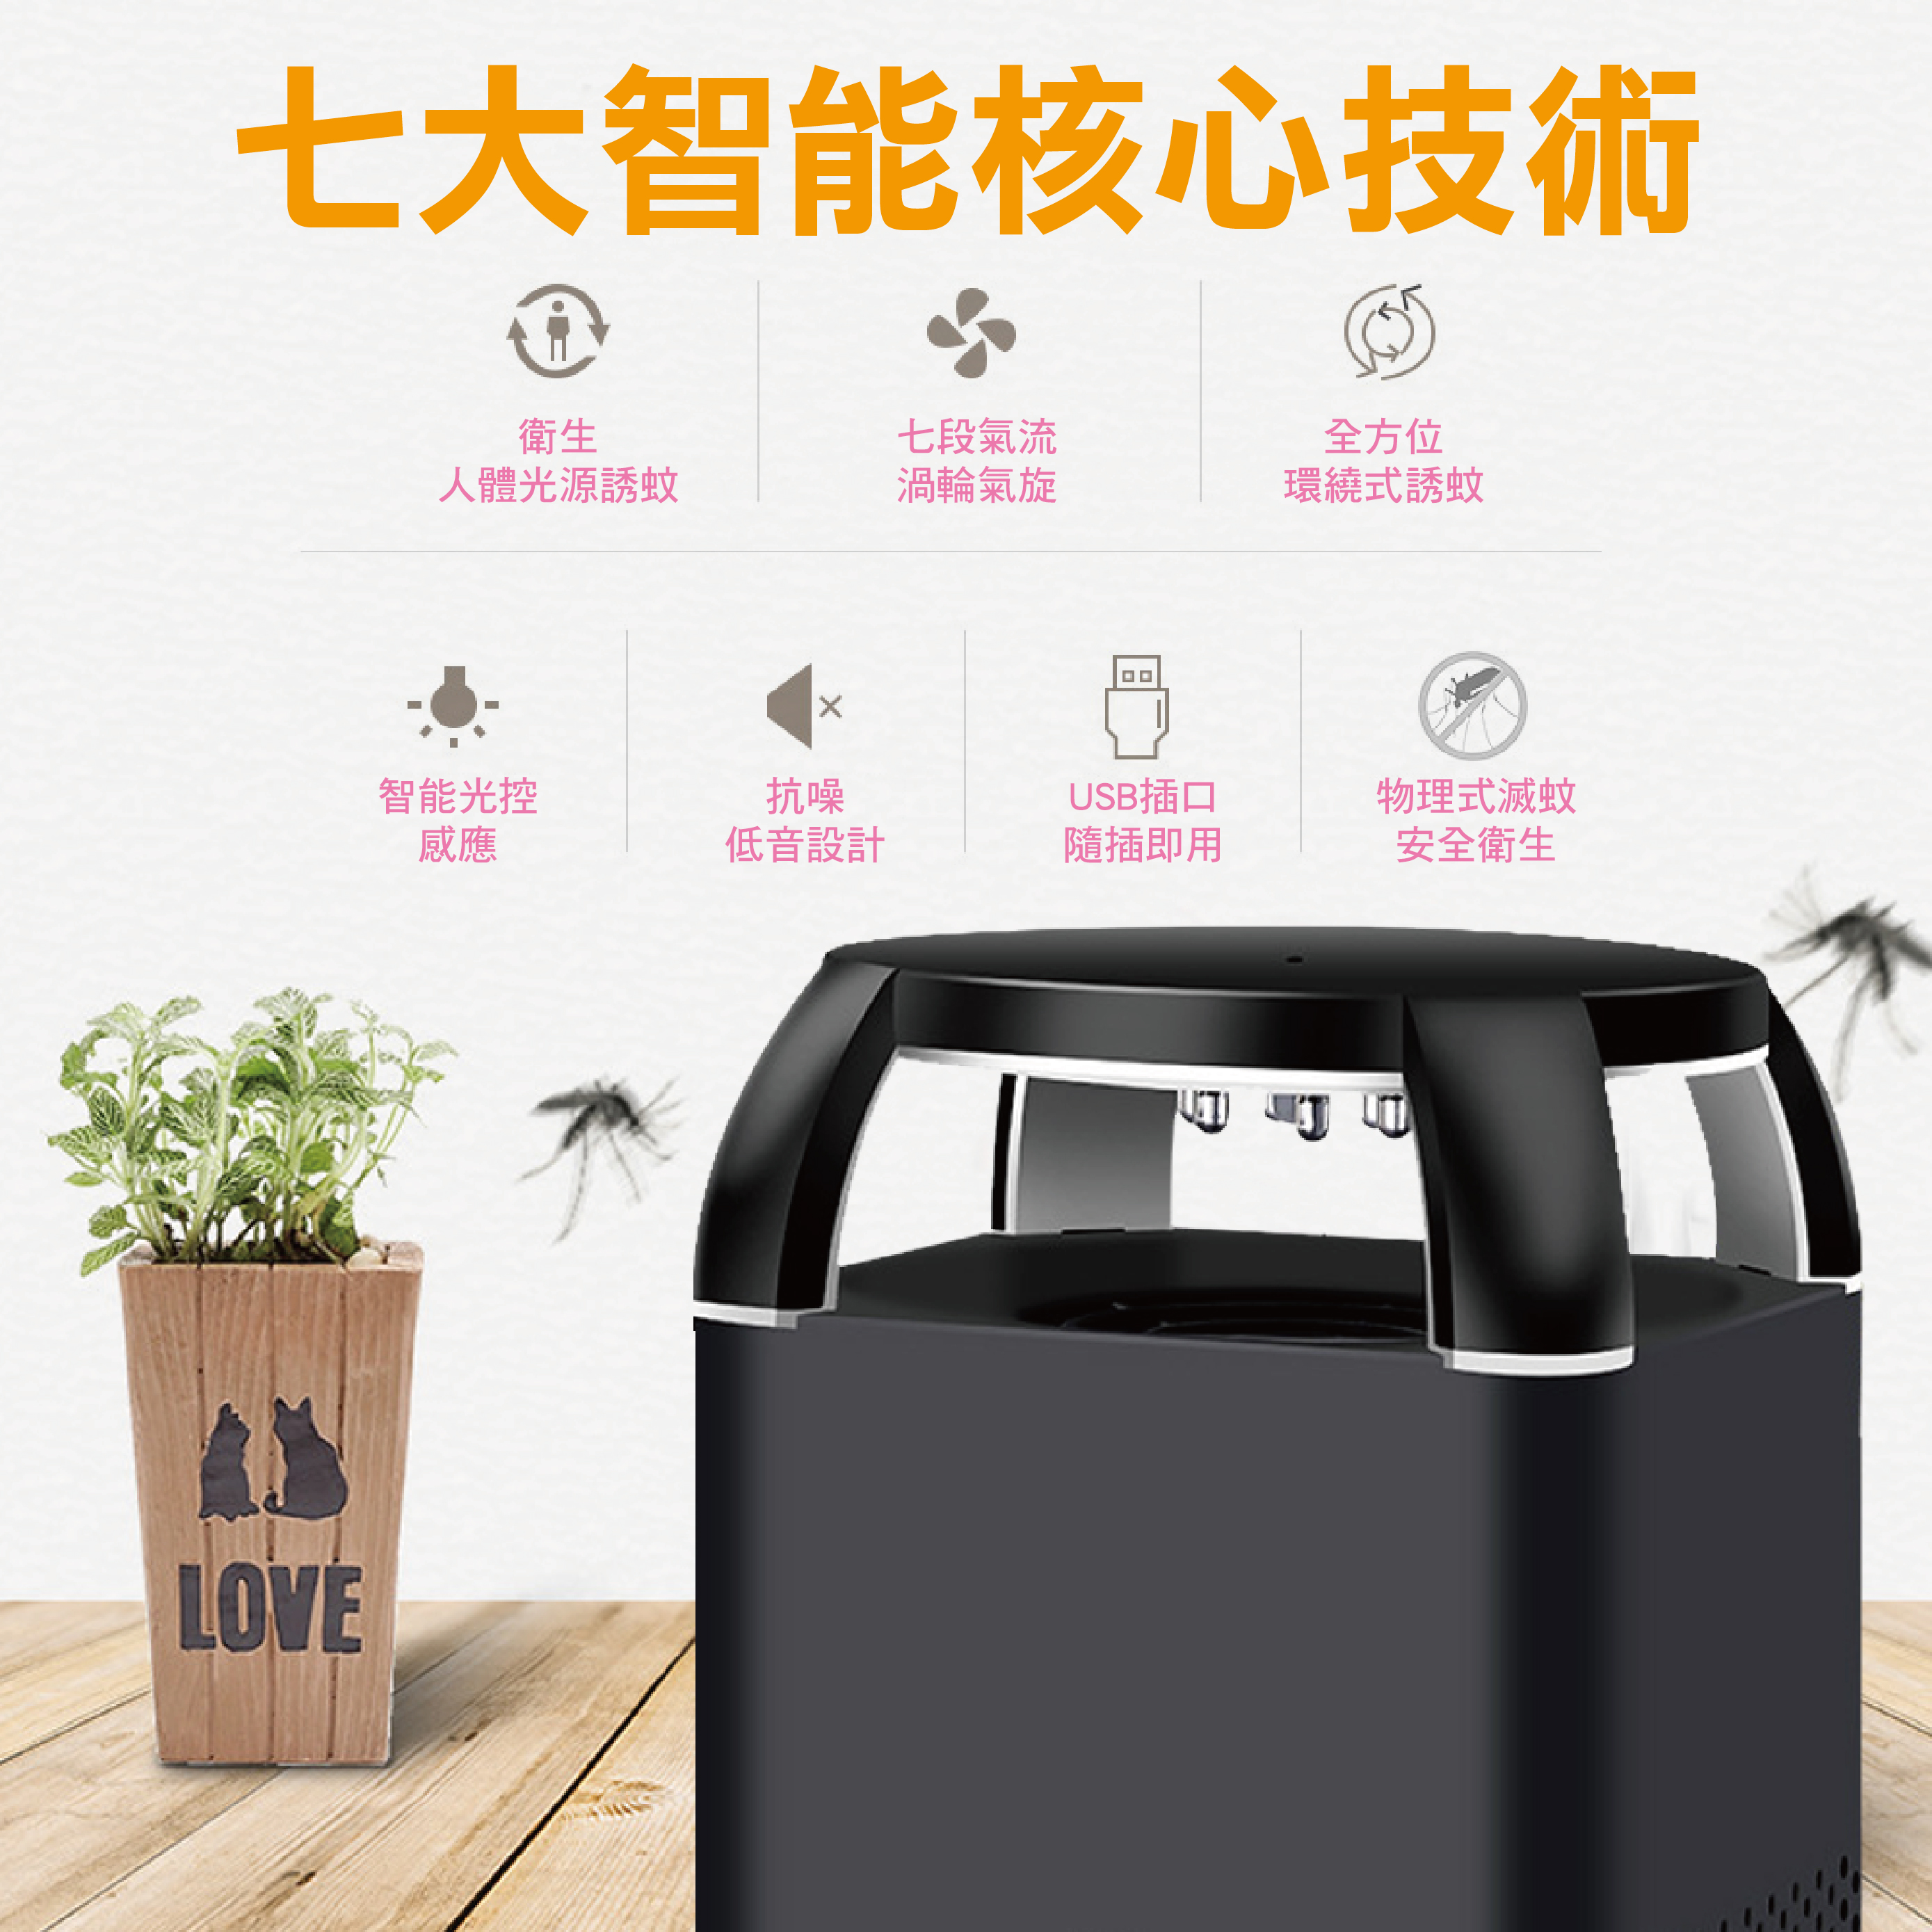 七大智能核心技術
衛生
人體光源誘蚊
七段氣流
渦輪氣旋
全方位
環繞式誘蚊
智能光控
感應
抗噪
低音設計
USB插口
隨插即用
物理式滅蚊
安全衛生
LOVE